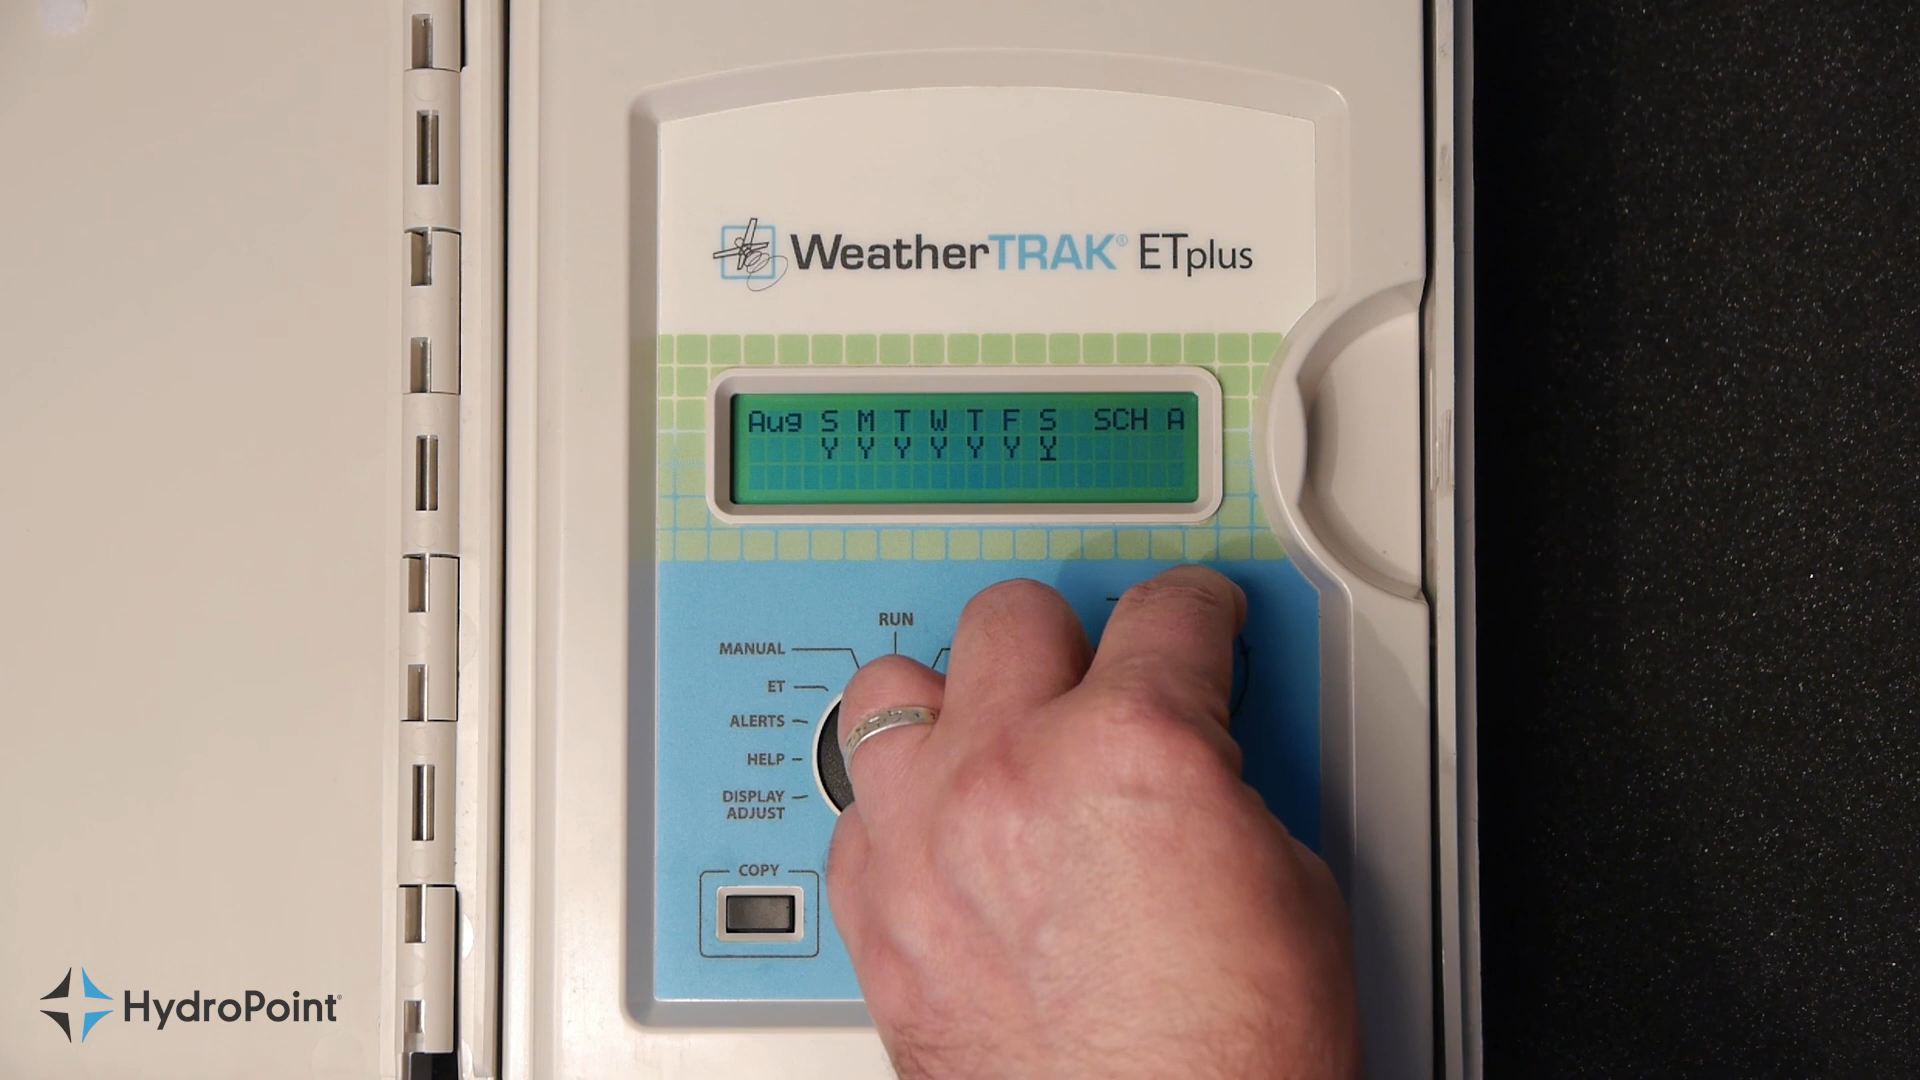 WeatherTRAK® ETplus
Aug S M T W T F S SCH A
Y Y Y Y Y Y Y
RUN
MANUAL
ET
ALERTS
HELP
DISPLAY
ADJUST
COPY
HydroPoint